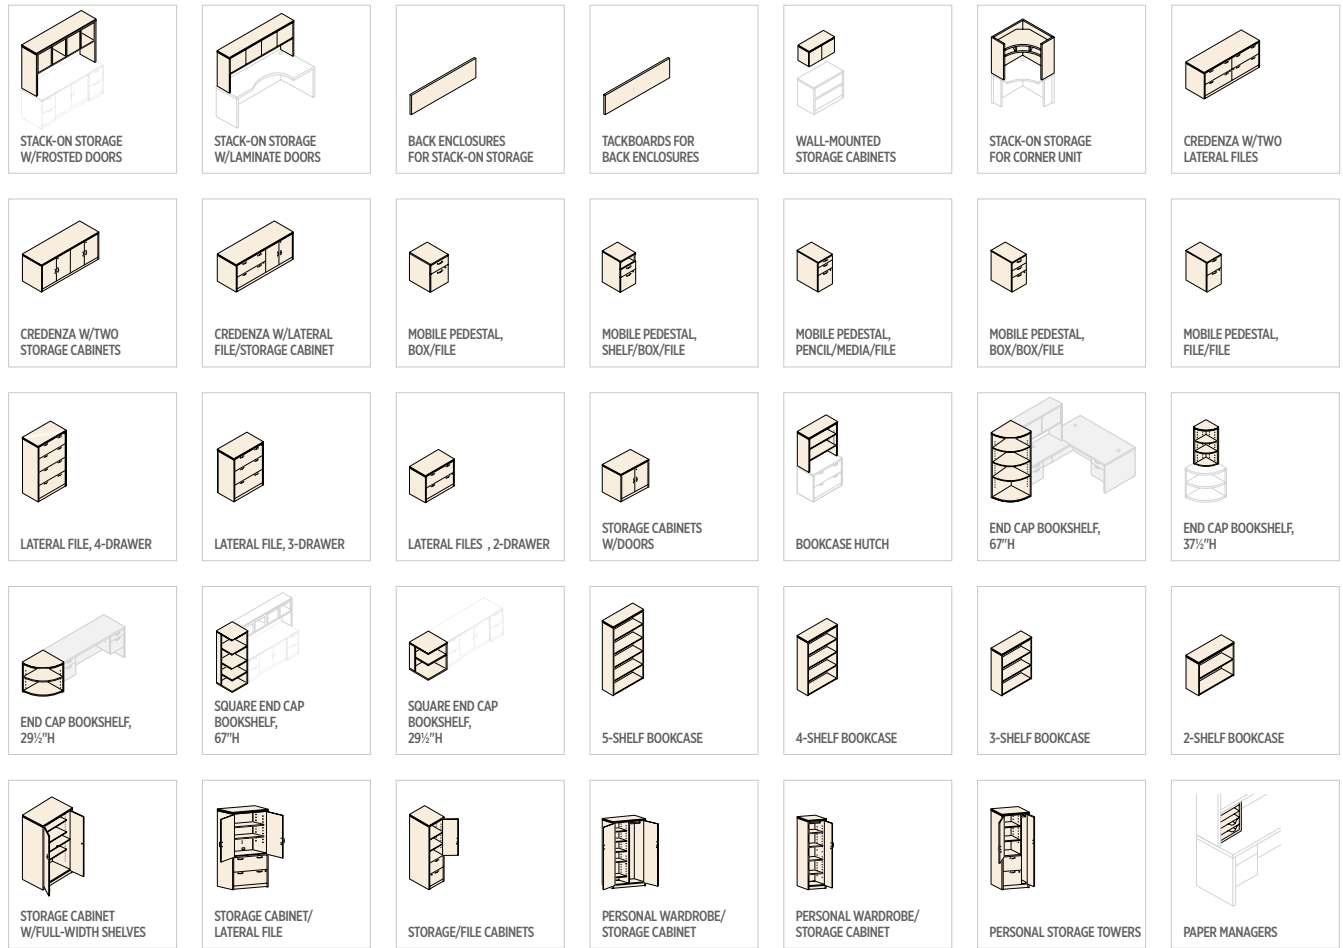 STACK-ON STORAGE
W/FROSTED DOORS
STACK-ON STORAGE
W/LAMINATE DOORS
BACK ENCLOSURES
FOR STACK-ON STORAGE
TACKBOARDS FOR
BACK ENCLOSURES
WALL-MOUNTED
STORAGE CABINETS
STACK-ON STORAGE
FOR CORNER UNIT
CREDENZA W/TWO
LATERAL FILES
CREDENZA W/TWO
STORAGE CABINETS
CREDENZA W/LATERAL
FILE/STORAGE CABINET
MOBILE PEDESTAL,
BOX/FILE
MOBILE PEDESTAL,
SHELF/BOX/FILE
MOBILE PEDESTAL,
PENCIL/MEDIA/FILE
MOBILE PEDESTAL,
BOX/BOX/FILE
MOBILE PEDESTAL,
FILE/FILE
LATERAL FILE, 4-DRAWER
LATERAL FILE, 3-DRAWER
LATERAL FILES , 2-DRAWER
STORAGE CABINETS
W/DOORS
BOOKCASE HUTCH
END CAP BOOKSHELF,
67"H
END CAP BOOKSHELF,
37½"H
END CAP BOOKSHELF,
29½"H
SQUARE END CAP
BOOKSHELF,
67"H
SQUARE END CAP
BOOKSHELF,
29½"H
5-SHELF BOOKCASE
4-SHELF BOOKCASE
3-SHELF BOOKCASE
2-SHELF BOOKCASE
STORAGE CABINET
W/FULL-WIDTH SHELVES
STORAGE CABINET/
LATERAL FILE
STORAGE/FILE CABINETS
PERSONAL WARDROBE/
STORAGE CABINET
PERSONAL WARDROBE/
STORAGE CABINET
PERSONAL STORAGE TOWERS
PAPER MANAGERS